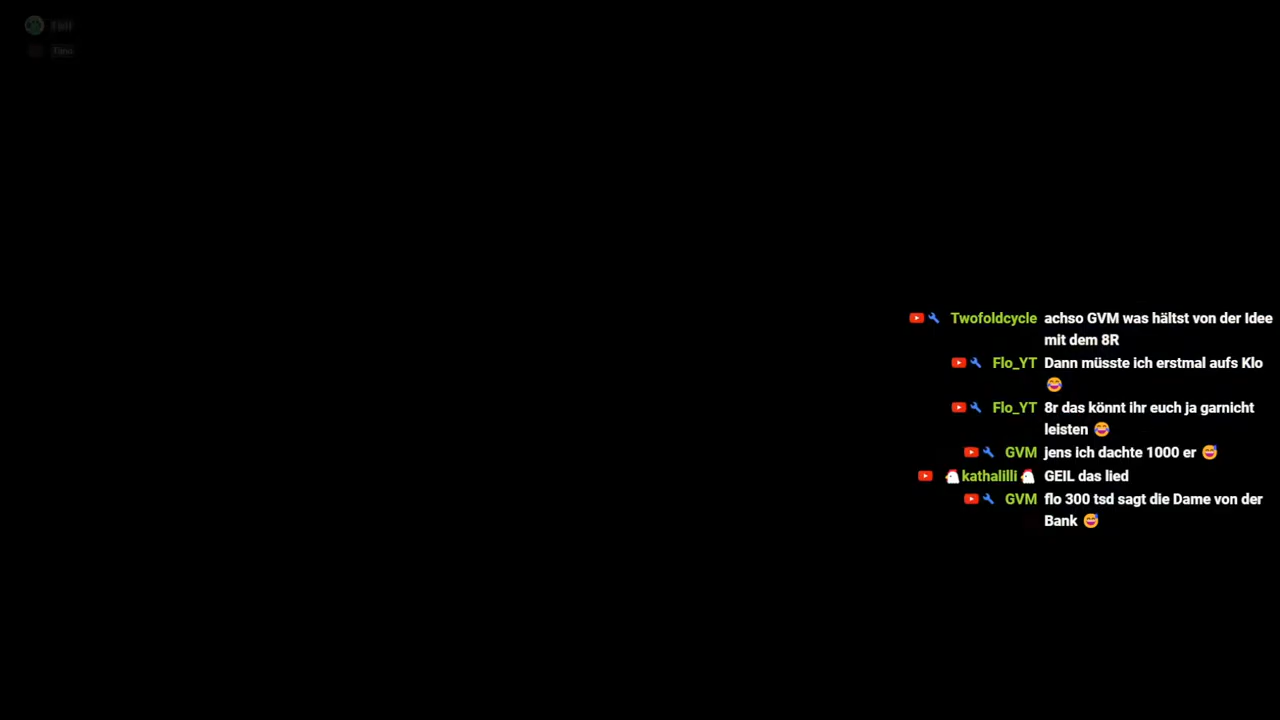 Twofoldcycle achso GVM was hältst von der Idee
mit dem 8R
Flo_YT Dann müsste ich erstmal aufs Klo
😂
Flo_YT 8r das könnt ihr euch ja garnicht
leisten 😂
GVM jens ich dachte 1000 er 😅
🐔kathalilli🐔 GEIL das lied
GVM flo 300 tsd sagt die Dame von der
Bank 😅